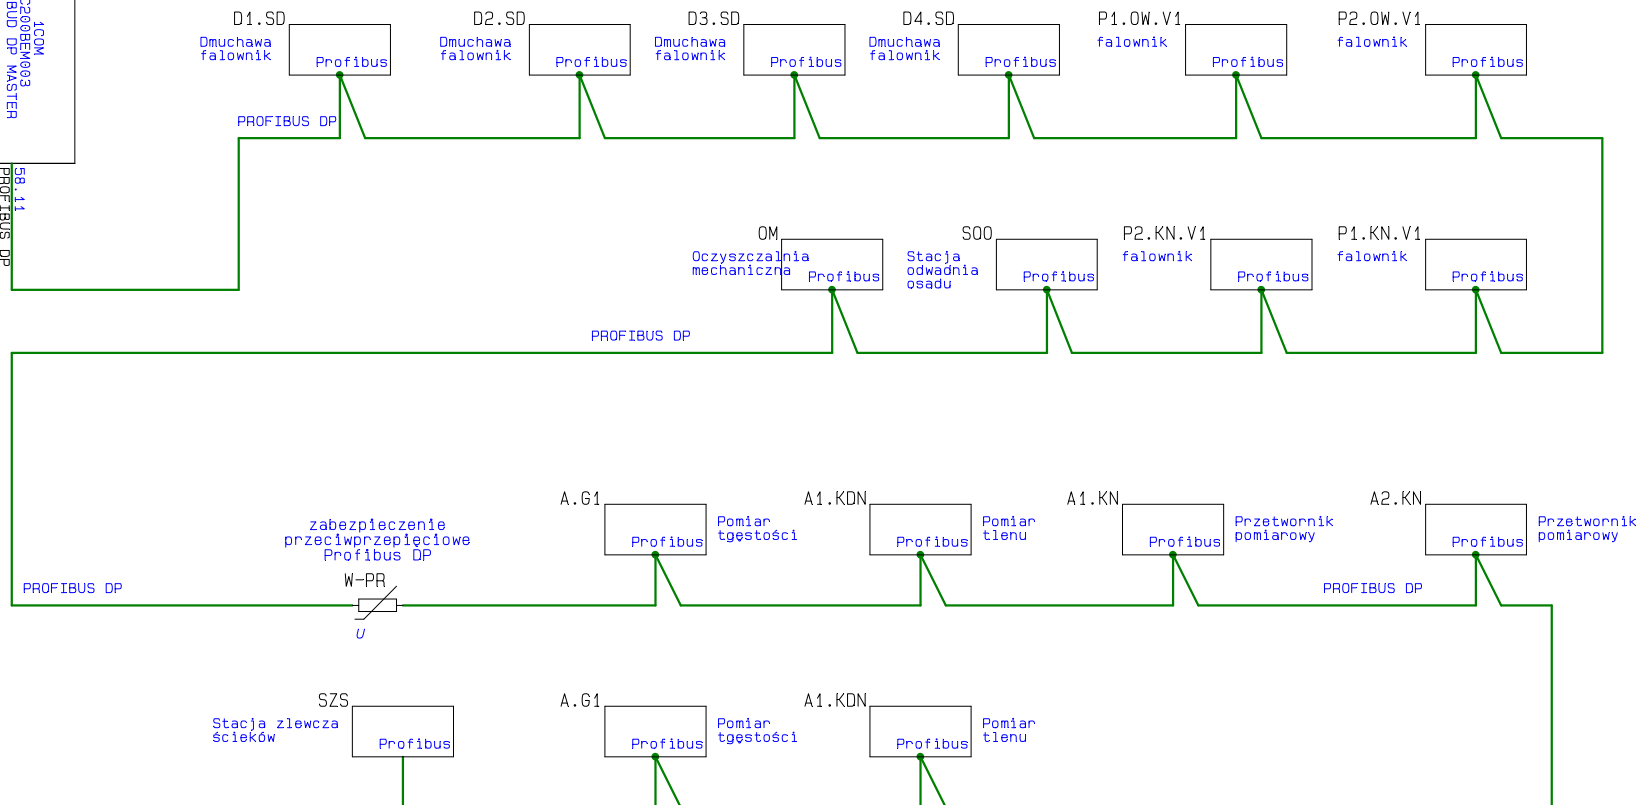 1COM
C200BEM003
BUD DP MASTER
58.11
PROFIBUS DP
D1.SD
Dmuchawa
falownik
Profibus
D2.SD
Dmuchawa
falownik
Profibus
D3.SD
Dmuchawa
falownik
Profibus
D4.SD
Dmuchawa
falownik
Profibus
P1.OW.V1
falownik
Profibus
P2.OW.V1
falownik
Profibus
PROFIBUS DP
OM
Oczyszczalnia
mechaniczna
Profibus
SOO
Stacja
odwadnia
osadu
Profibus
P2.KN.V1
falownik
Profibus
P1.KN.V1
falownik
Profibus
PROFIBUS DP
zabezpieczenie
przeciwprzepięciowe
Profibus DP
W-PR
U
PROFIBUS DP
A.G1
Profibus
Pomiar
tgęstości
A1.KDN
Profibus
Pomiar
tlenu
A1.KN
Profibus
Przetwornik
pomiarowy
A2.KN
Profibus
Przetwornik
pomiarowy
PROFIBUS DP
SZS
Stacja zlewcza
ścieków
Profibus
A.G1
Profibus
Pomiar
tgęstości
A1.KDN
Profibus
Pomiar
tlenu